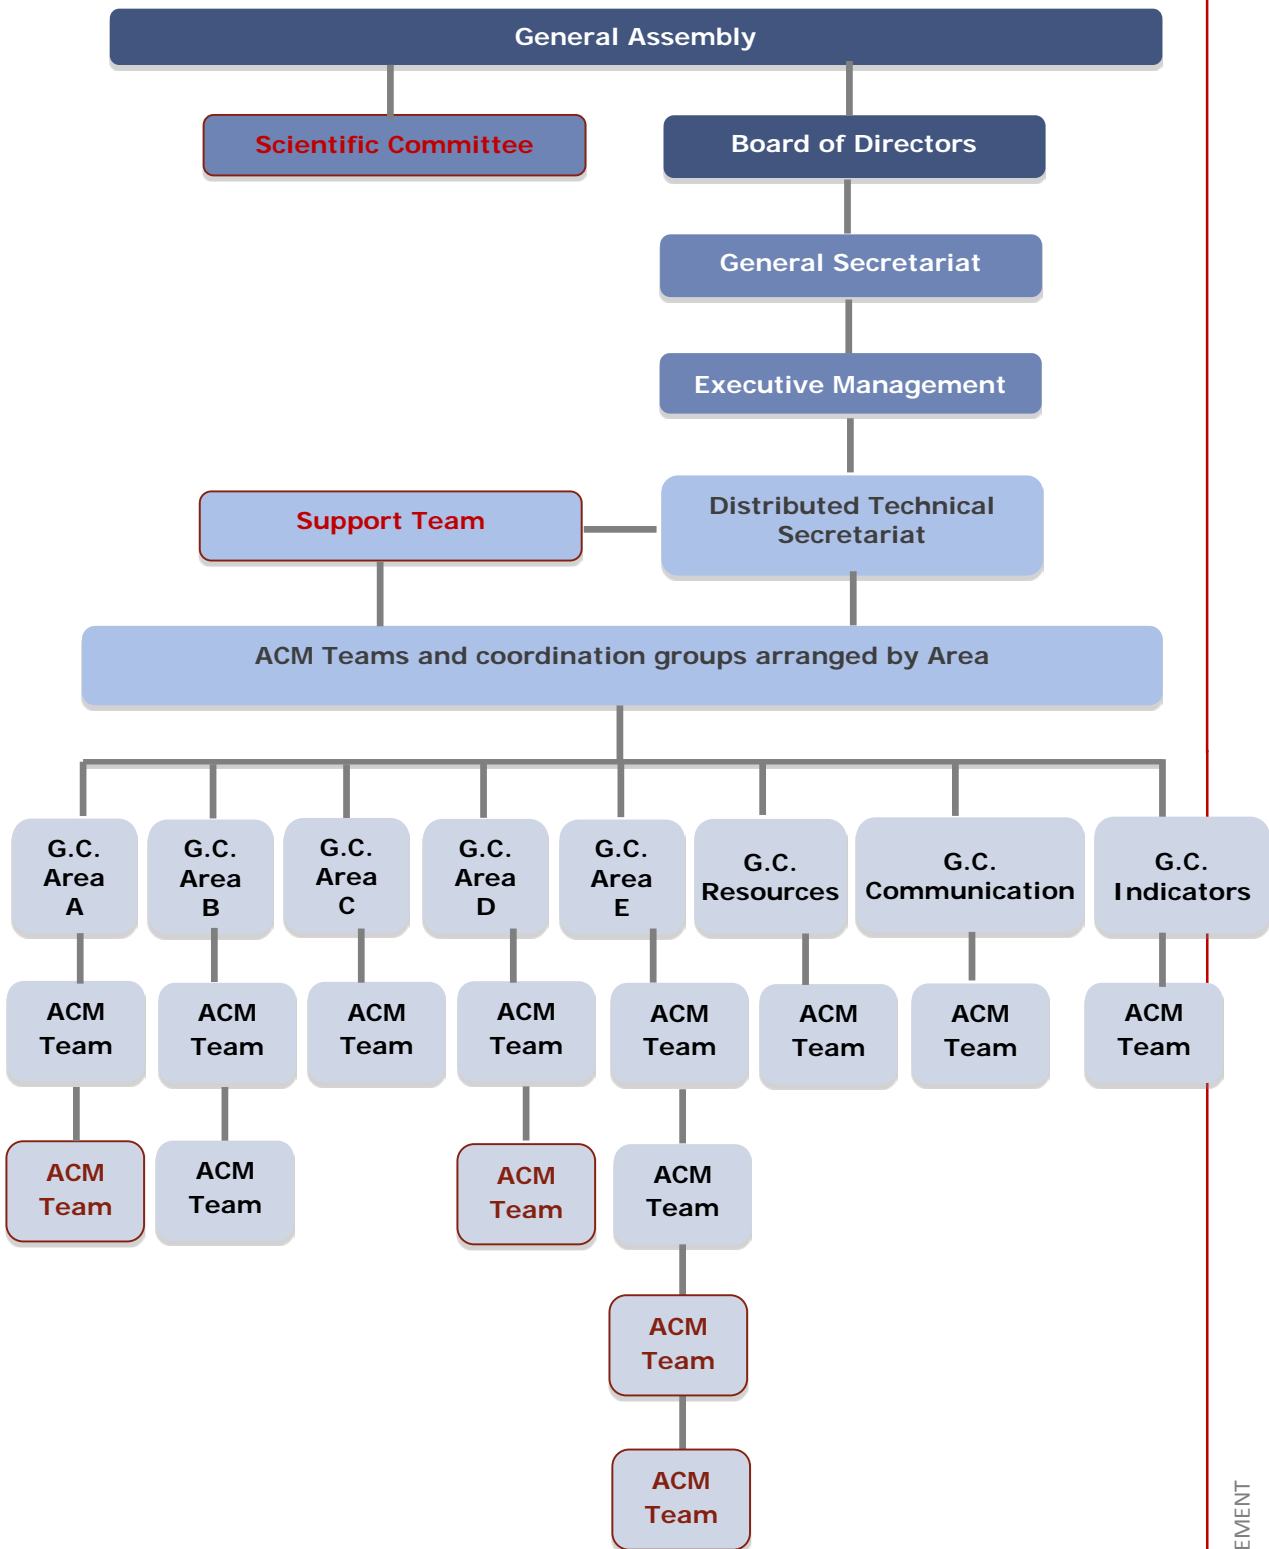 General Assembly
Scientific Committee
Board of Directors
General Secretariat
Executive Management
Support Team
Distributed Technical
Secretariat
ACM Teams and coordination groups arranged by Area
G.C.
Area
A
G.C.
Area
B
G.C.
Area
C
G.C.
Area
D
G.C.
Area
E
G.C.
Resources
G.C.
Communication
G.C.
Indicators
ACM
Team
ACM
Team
ACM
Team
ACM
Team
ACM
Team
ACM
Team
ACM
Team
ACM
Team
ACM
Team
ACM
Team
ACM
Team
ACM
Team
ACM
Team
ACM
Team
EMENT